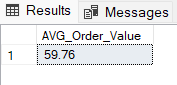 Results Messages
AVG_Order_Value
1 59.76